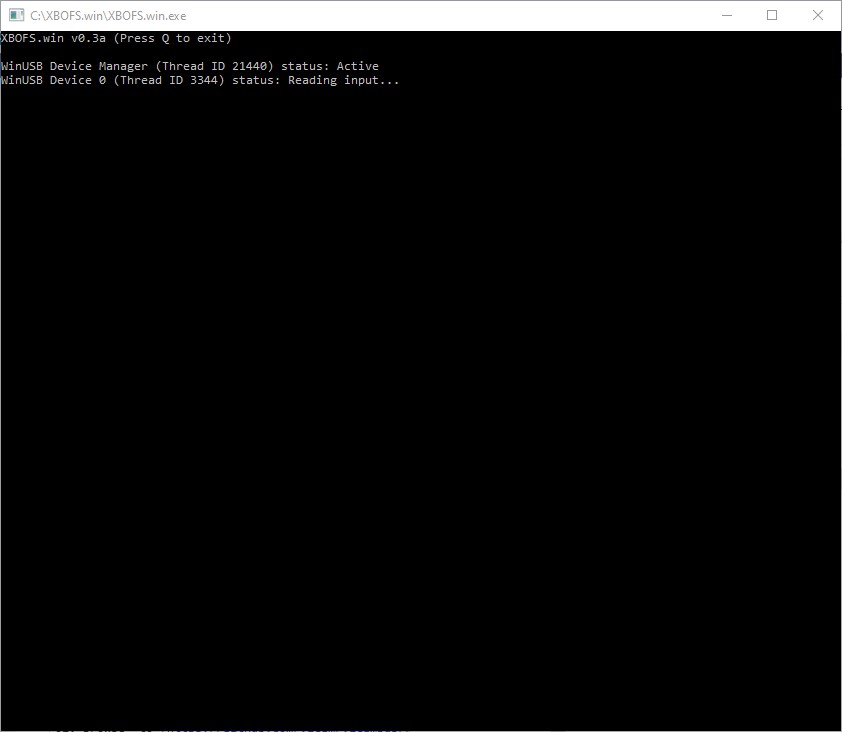 C:\XBOFS.win\XBOFS.win.exe
XBOFS.win v0.3a (Press Q to exit)
WinUSB Device Manager (Thread ID 21440) status: Active
WinUSB Device 0 (Thread ID 3344) status: Reading input...